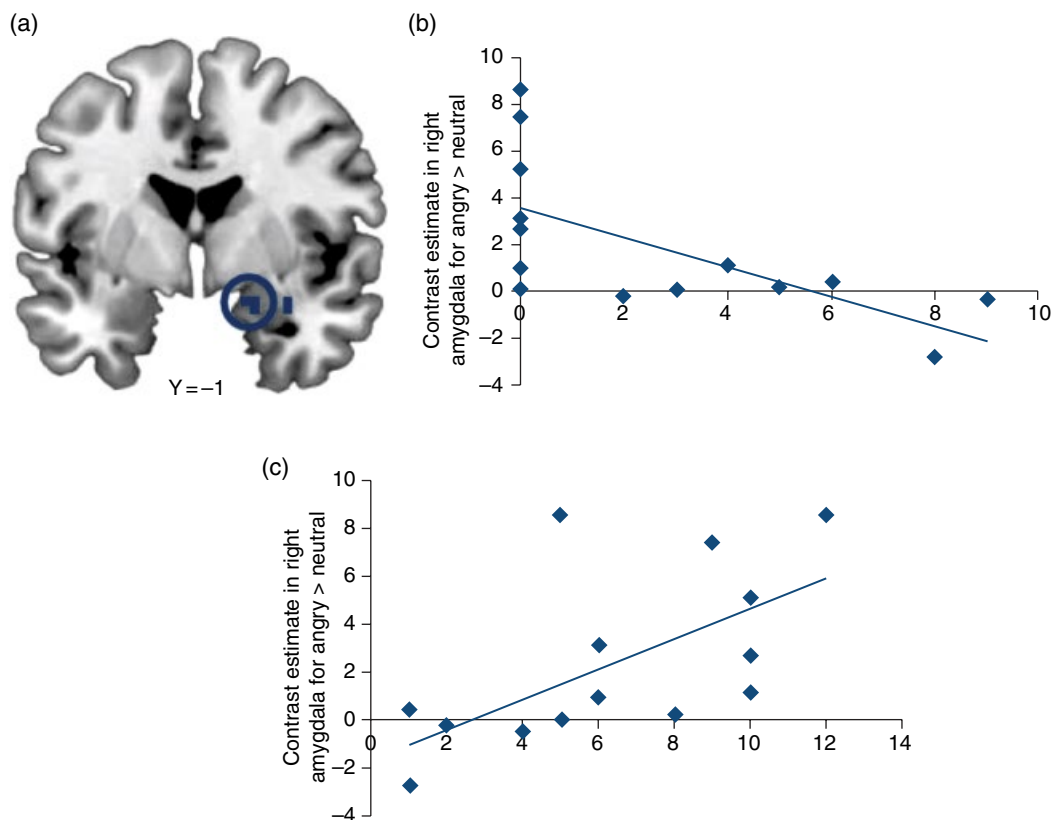 (a)
Y = –1
(b)
Contrast estimate in right
amygdala for angry > neutral
10
8
6
4
2
0
–2
–4
0 2 4 6 8 10
(c)
Contrast estimate in right
amygdala for angry > neutral
10
8
6
4
2
0
–2
–4
0 2 4 6 8 10 12 14